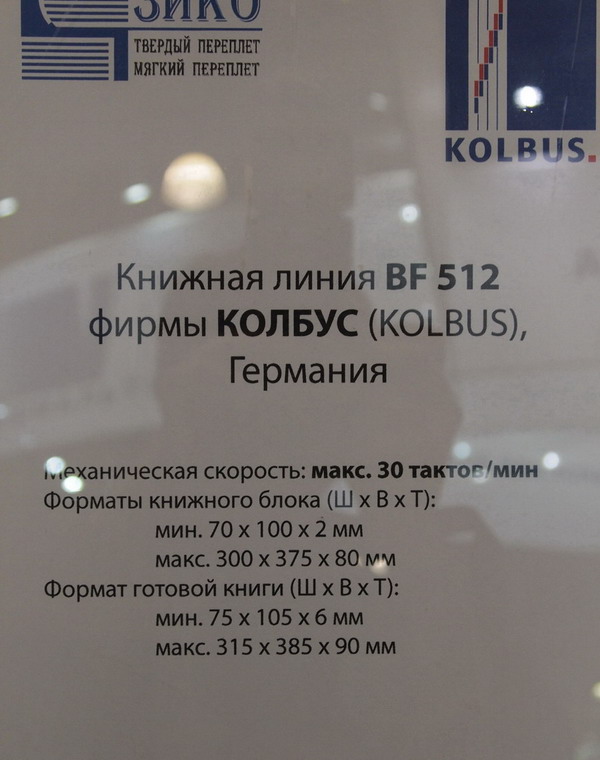 ЗИКО
ТВЕРДЫЙ ПЕРЕПЛЕТ
МЯГКИЙ ПЕРЕПЛЕТ
KOLBUS.
Книжная линия BF 512
фирмы КОЛБУС (KOLBUS),
Германия
Механическая скорость: макс. 30 тактов/мин
Форматы книжного блока (Ш х В х Т):
мин. 70 х 100 х 2 мм
макс. 300 х 375 х 80 мм
Формат готовой книги (Ш х В х Т):
мин. 75 х 105 х 6 мм
макс. 315 х 385 х 90 мм